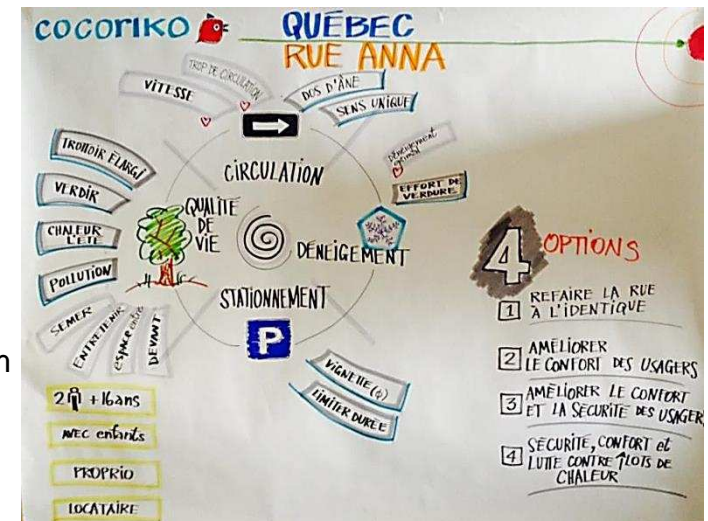 COCORIKO
QUÉBEC
RUE ANNA
TROP DE CIRCULATION
VITESSE
DOS D'ÂNE
SENS UNIQUE
CIRCULATION
Déneigement
EFFORT DE
VERDURE
TROTTOIR ÉLARGI
VERDIR
CHALEUR
L'ÉTÉ
POLLUTION
QUALITÉ
DE
VIE
DÉNEIGEMENT
STATIONNEMENT
P
SEMER
ENTRETENIR
espace
DEVANT
VIGNETTE ($)
LIMITER DURÉE
2 +16ans
AVEC enfants
PROPRIO
LOCATAIRE
n
4 OPTIONS
1 REFAIRE LA RUE
À L'IDENTIQUE
2 AMÉLIORER
LE CONFORT DES USAGERS
3 AMÉLIORER LE CONFORT
ET LA SÉCURITÉ DES USAGERS
4 SÉCURITÉ, CONFORT et
LUTTE CONTRE ÎLOTS DE
CHALEUR